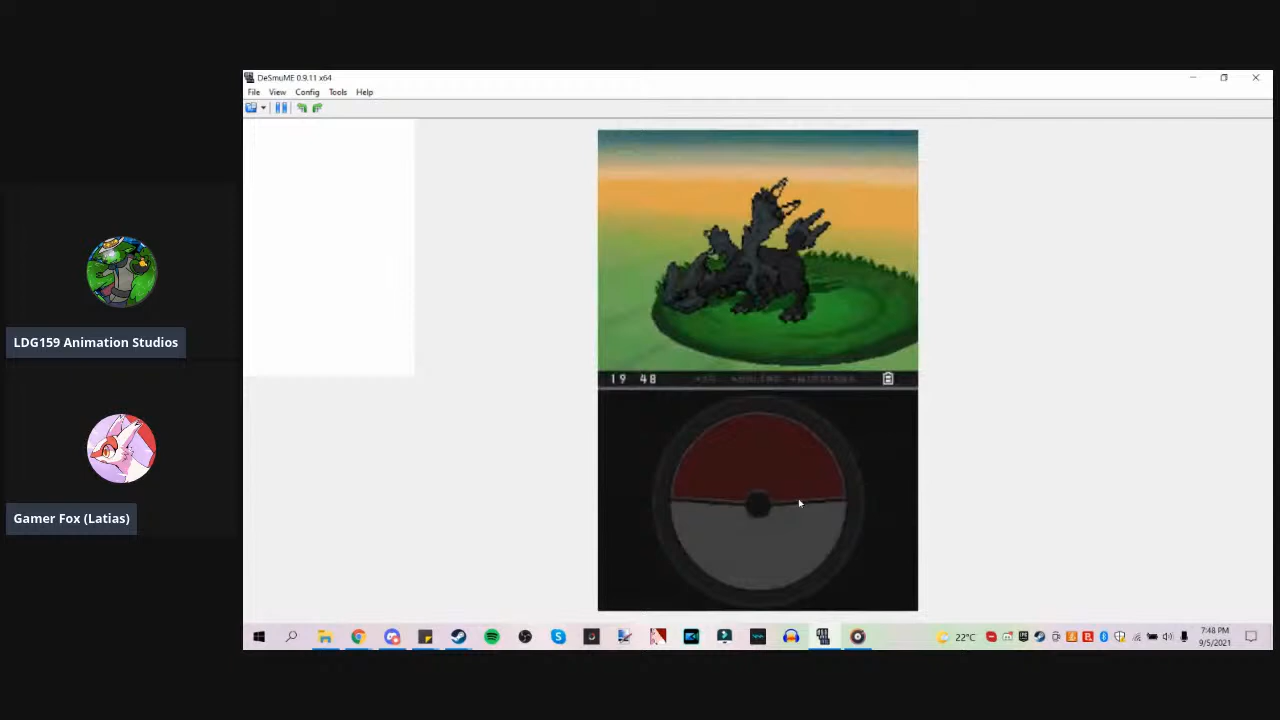 DeSmuME 0.9.11 x64
File View Config Tools Help
LDG159 Animation Studios
19 48
Gamer Fox (Latias)
22°C
7:48 PM
9/5/2021